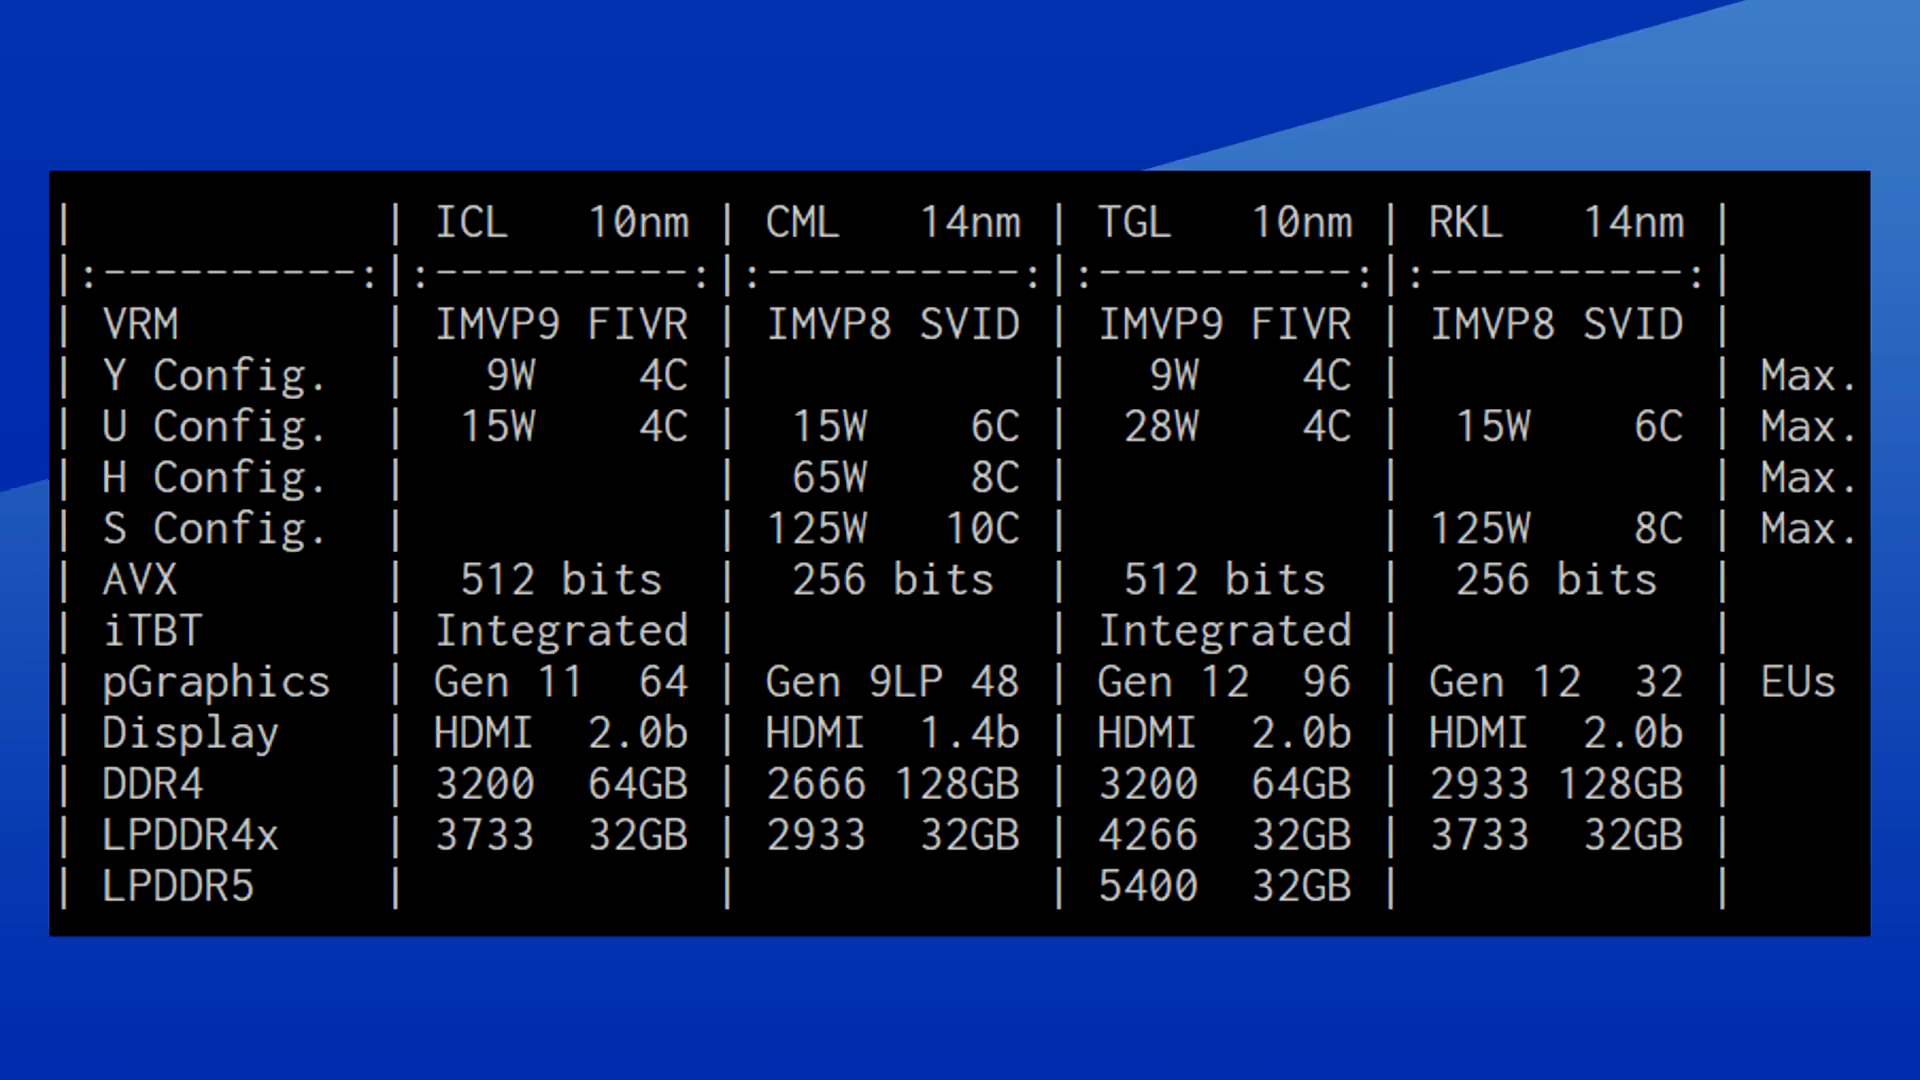 |            | ICL   10nm | CML   14nm | TGL   10nm | RKL   14nm |
|:----------:|:----------:|:----------:|:----------:|:----------:|
| VRM        | IMVP9 FIVR | IMVP8 SVID | IMVP9 FIVR | IMVP8 SVID |
| Y Config.  |   9W    4C |            |   9W    4C |            | Max.
| U Config.  |  15W    4C |  15W    6C |  28W    4C |  15W    6C | Max.
| H Config.  |            |  65W    8C |            |            | Max.
| S Config.  |            | 125W   10C |            | 125W    8C | Max.
| AVX        |  512 bits  |  256 bits  |  512 bits  |  256 bits  |
| iTBT       | Integrated |            | Integrated |            |
| pGraphics  | Gen 11  64 | Gen 9LP 48 | Gen 12  96 | Gen 12  32 | EUs
| Display    | HDMI  2.0b | HDMI  1.4b | HDMI  2.0b | HDMI  2.0b |
| DDR4       | 3200  64GB | 2666 128GB | 3200  64GB | 2933 128GB |
| LPDDR4x    | 3733  32GB | 2933  32GB | 4266  32GB | 3733  32GB |
| LPDDR5     |            |            | 5400  32GB |            |